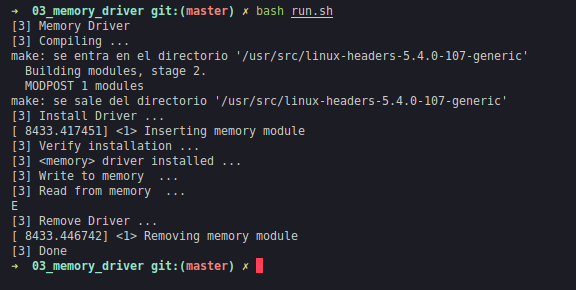 → 03_memory_driver git:(master) ✗ bash run.sh
[3] Memory Driver
[3] Compiling ...
make: se entra en el directorio '/usr/src/linux-headers-5.4.0-107-generic'
  Building modules, stage 2.
  MODPOST 1 modules
make: se sale del directorio '/usr/src/linux-headers-5.4.0-107-generic'
[3] Install Driver ...
[ 8433.417451] <1> Inserting memory module
[3] Verify installation ...
[3] <memory> driver installed ...
[3] Write to memory  ...
[3] Read from memory  ...
E
[3] Remove Driver ...
[ 8433.446742] <1> Removing memory module
[3] Done
→ 03_memory_driver git:(master) ✗